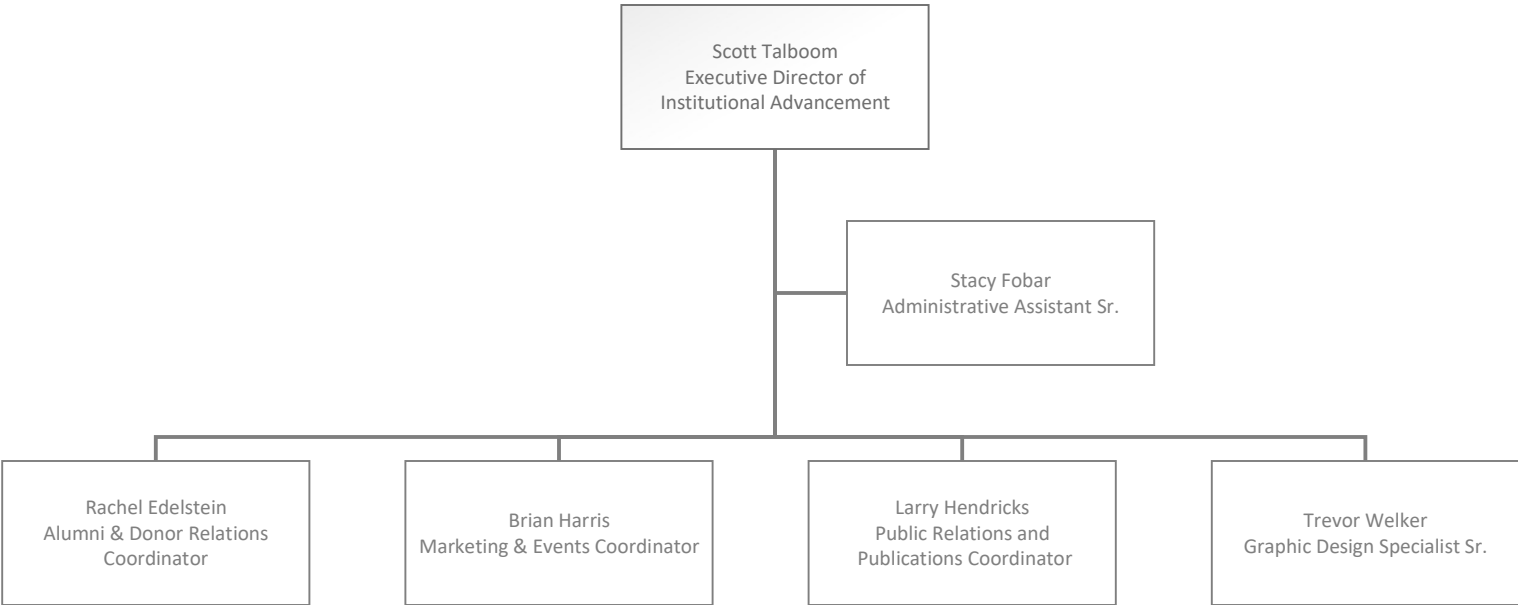 Scott Talboom
Executive Director of
Institutional Advancement
Stacy Fobar
Administrative Assistant Sr.
Rachel Edelstein
Alumni & Donor Relations
Coordinator
Brian Harris
Marketing & Events Coordinator
Larry Hendricks
Public Relations and
Publications Coordinator
Trevor Welker
Graphic Design Specialist Sr.